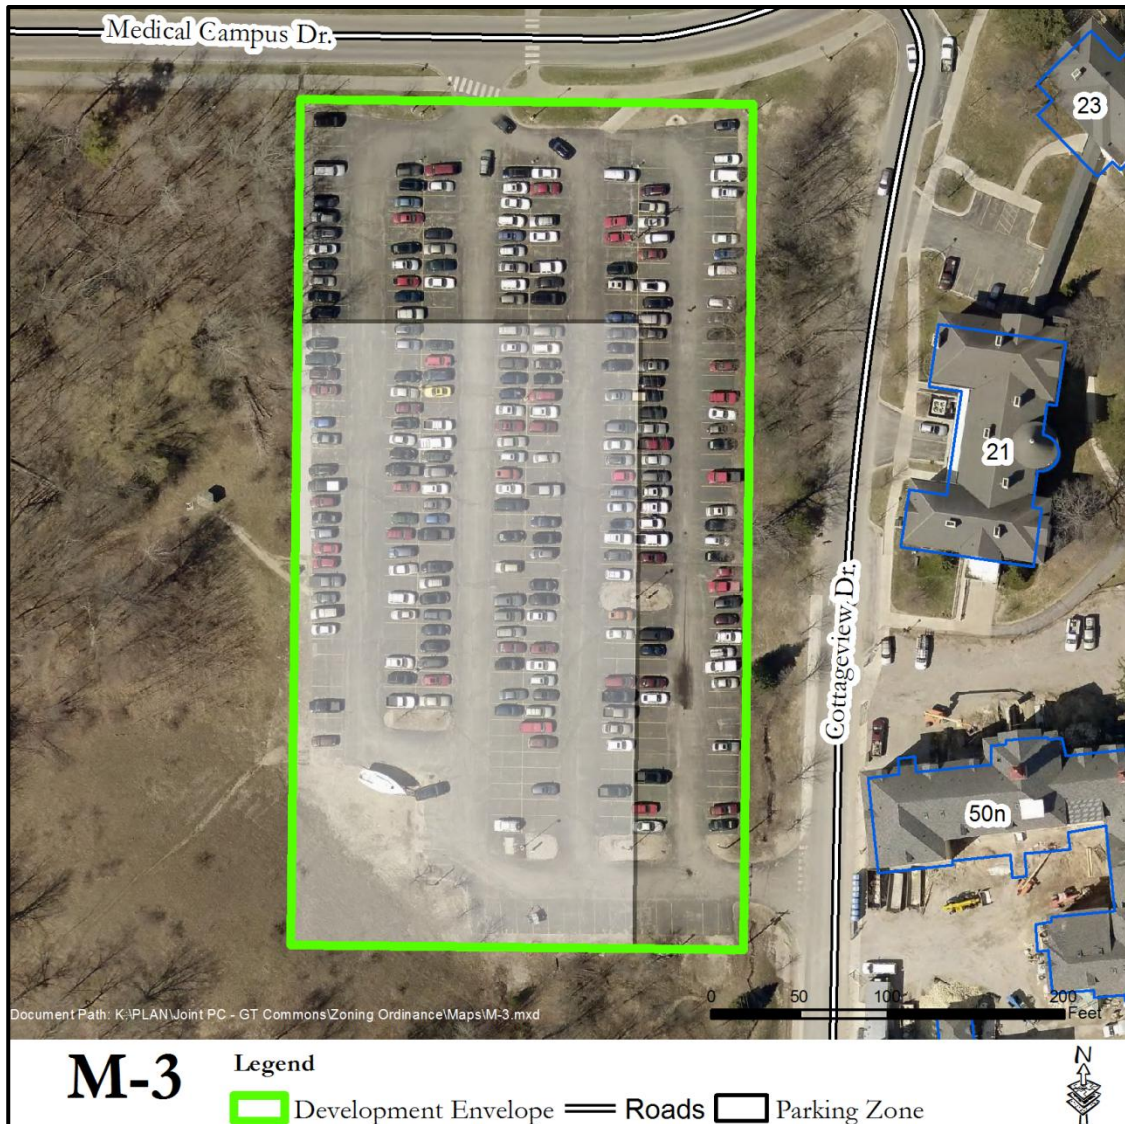 Medical Campus Dr.
23
21
Cottageview Dr.
50n
0 50 100 200
Feet
Document Path: K:\PLAN\Joint PC - GT Commons\Zoning Ordinance\Maps\M-3.mxd
M-3
Legend
Development Envelope Roads Parking Zone
N